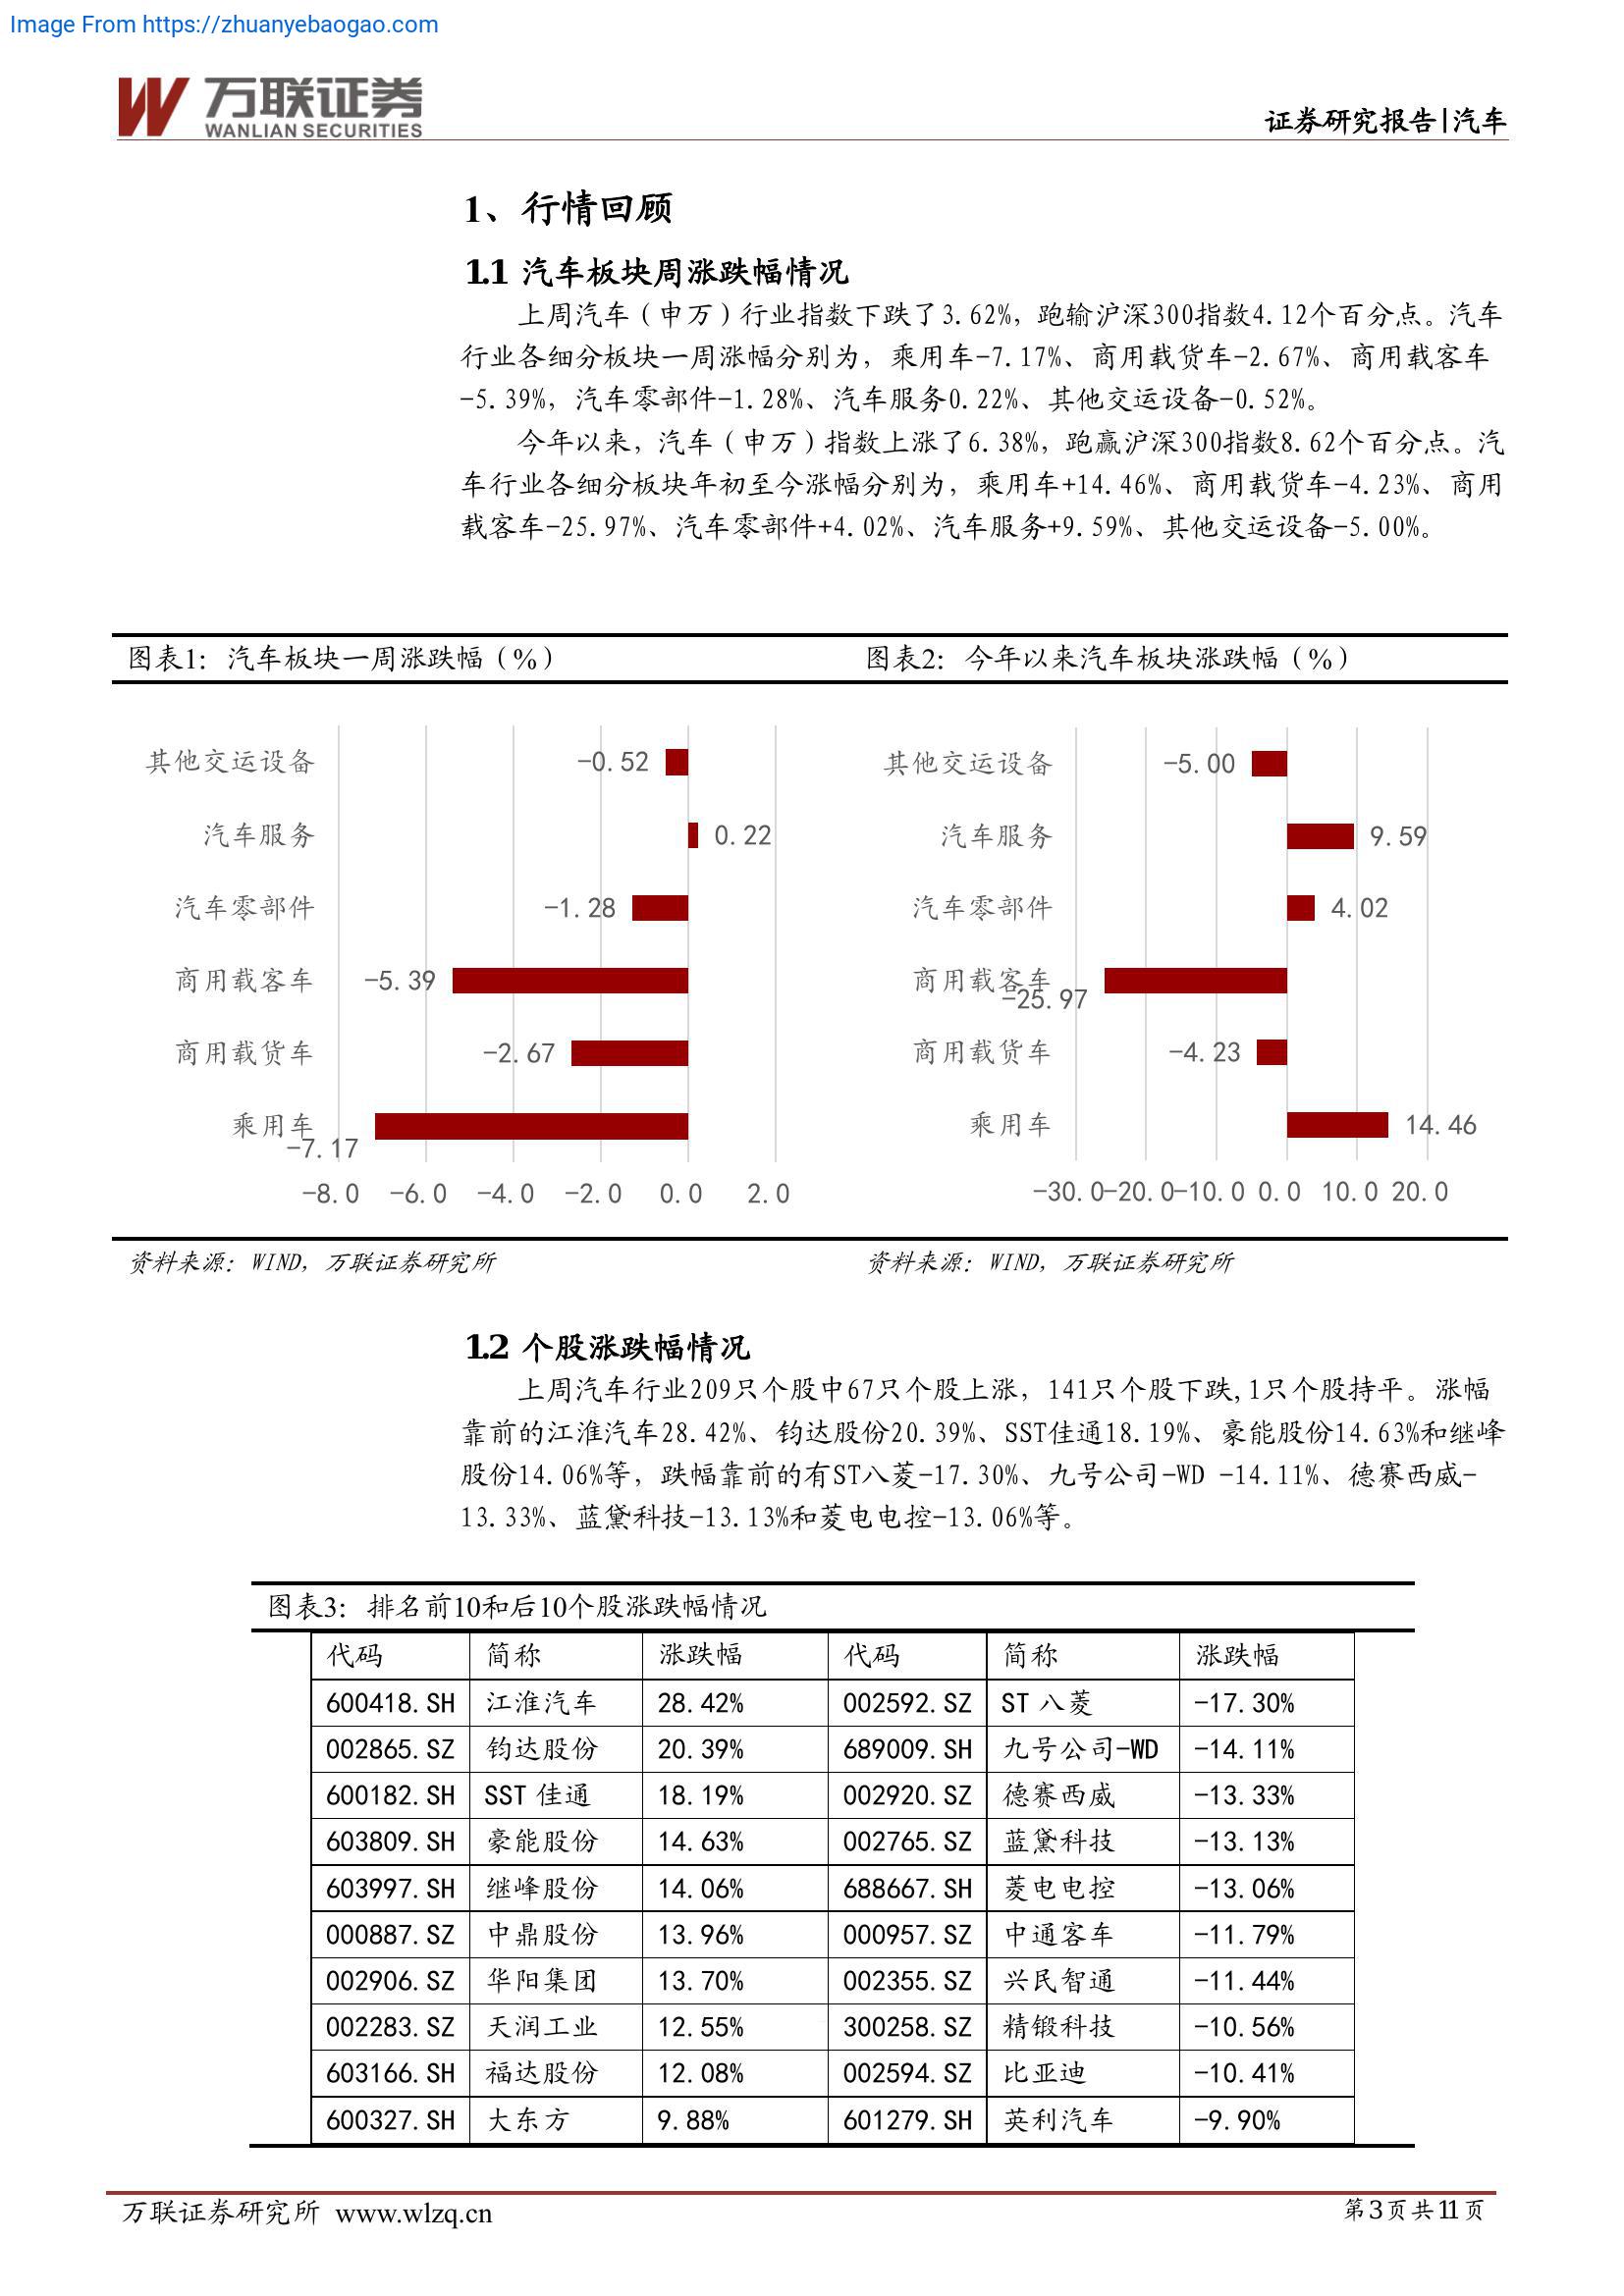 Image From https://zhuanyebaogao.com
万联证券
WANLIAN SECURITIES
证券研究报告|汽车
1、行情回顾
1.1 汽车板块周涨跌幅情况
上周汽车（申万）行业指数下跌了3.62%，跑输沪深300指数4.12个百分点。汽车
行业各细分板块一周涨幅分别为，乘用车-7.17%、商用载货车-2.67%、商用载客车
-5.39%，汽车零部件-1.28%、汽车服务0.22%、其他交运设备-0.52%。
今年以来，汽车（申万）指数上涨了6.38%，跑赢沪深300指数8.62个百分点。汽
车行业各细分板块年初至今涨幅分别为，乘用车+14.46%、商用载货车-4.23%、商用
载客车-25.97%、汽车零部件+4.02%、汽车服务+9.59%、其他交运设备-5.00%。
图表1：汽车板块一周涨跌幅（%）
其他交运设备 -0.52
汽车服务 0.22
汽车零部件 -1.28
商用载客车 -5.39
商用载货车 -2.67
乘用车 -7.17
-8.0 -6.0 -4.0 -2.0 0.0 2.0
资料来源：WIND，万联证券研究所
图表2：今年以来汽车板块涨跌幅（%）
其他交运设备 -5.00
汽车服务 9.59
汽车零部件 4.02
商用载客车 -25.97
商用载货车 -4.23
乘用车 14.46
-30.0 -20.0 -10.0 0.0 10.0 20.0
资料来源：WIND，万联证券研究所
1.2 个股涨跌幅情况
上周汽车行业209只个股中67只个股上涨，141只个股下跌,1只个股持平。涨幅
靠前的江淮汽车28.42%、钧达股份20.39%、SST佳通18.19%、豪能股份14.63%和继峰
股份14.06%等，跌幅靠前的有ST八菱-17.30%、九号公司-WD -14.11%、德赛西威-
13.33%、蓝黛科技-13.13%和菱电电控-13.06%等。
图表3：排名前10和后10个股涨跌幅情况
代码 简称 涨跌幅 代码 简称 涨跌幅
600418.SH 江淮汽车 28.42% 002592.SZ ST 八菱 -17.30%
002865.SZ 钧达股份 20.39% 689009.SH 九号公司-WD -14.11%
600182.SH SST 佳通 18.19% 002920.SZ 德赛西威 -13.33%
603809.SH 豪能股份 14.63% 002765.SZ 蓝黛科技 -13.13%
603997.SH 继峰股份 14.06% 688667.SH 菱电电控 -13.06%
000887.SZ 中鼎股份 13.96% 000957.SZ 中通客车 -11.79%
002906.SZ 华阳集团 13.70% 002355.SZ 兴民智通 -11.44%
002283.SZ 天润工业 12.55% 300258.SZ 精锻科技 -10.56%
603166.SH 福达股份 12.08% 002594.SZ 比亚迪 -10.41%
600327.SH 大东方 9.88% 601279.SH 英利汽车 -9.90%
万联证券研究所 www.wlzq.cn
第3页共11页